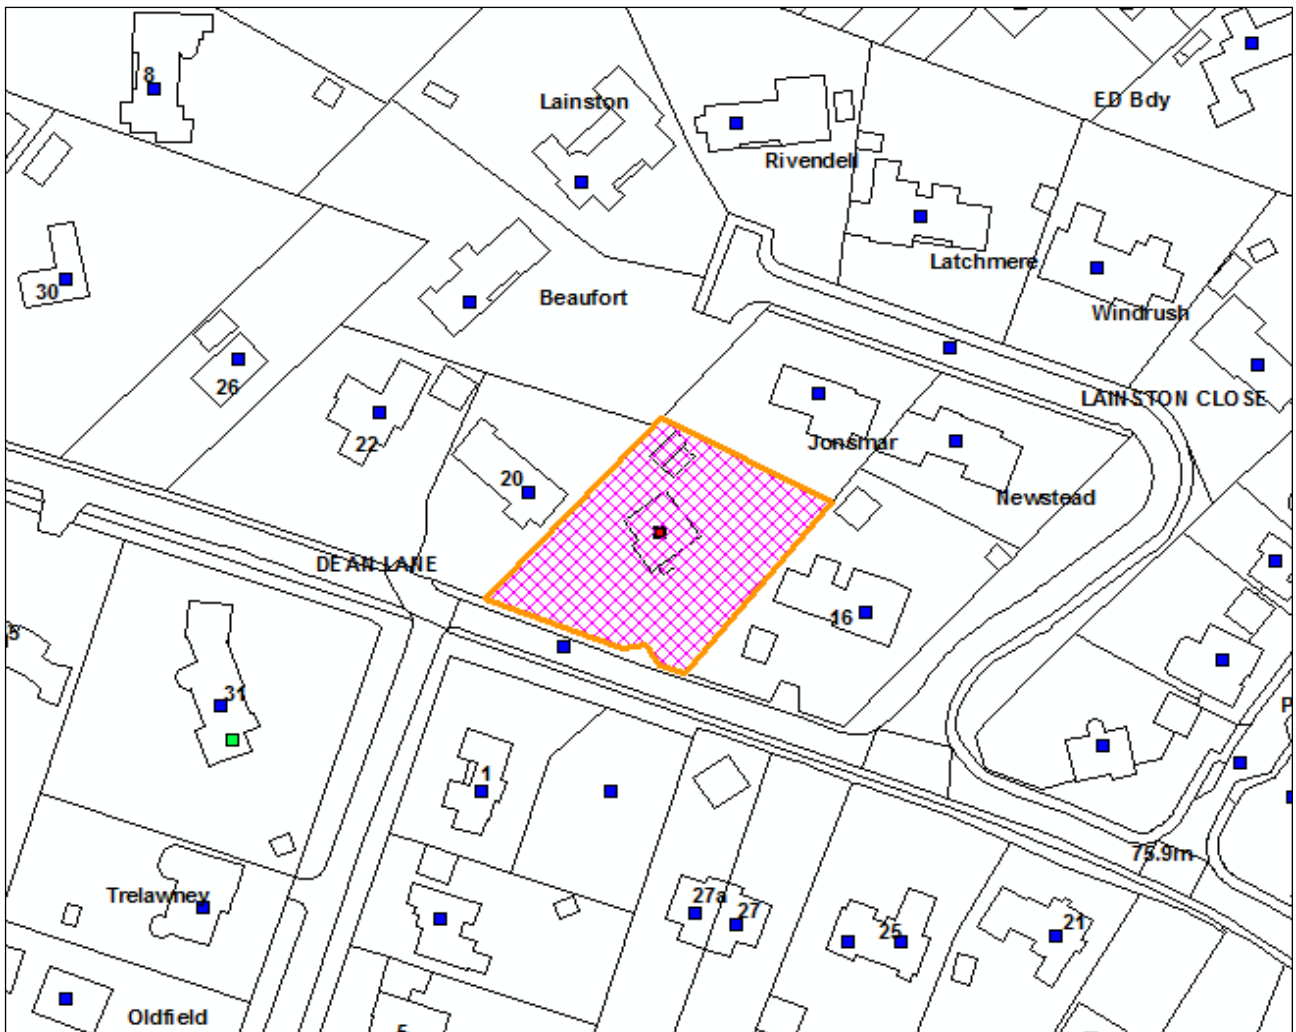 8
Lainston
ED Bdy
Rivendell
Latchmere
30
Beaufort
Windrush
26
LAINSTON CLOSE
22
Jonsmar
20
Newstead
DEAN LANE
16
31
1
75.9m
Trelawney
27a
27
25
21
Oldfield